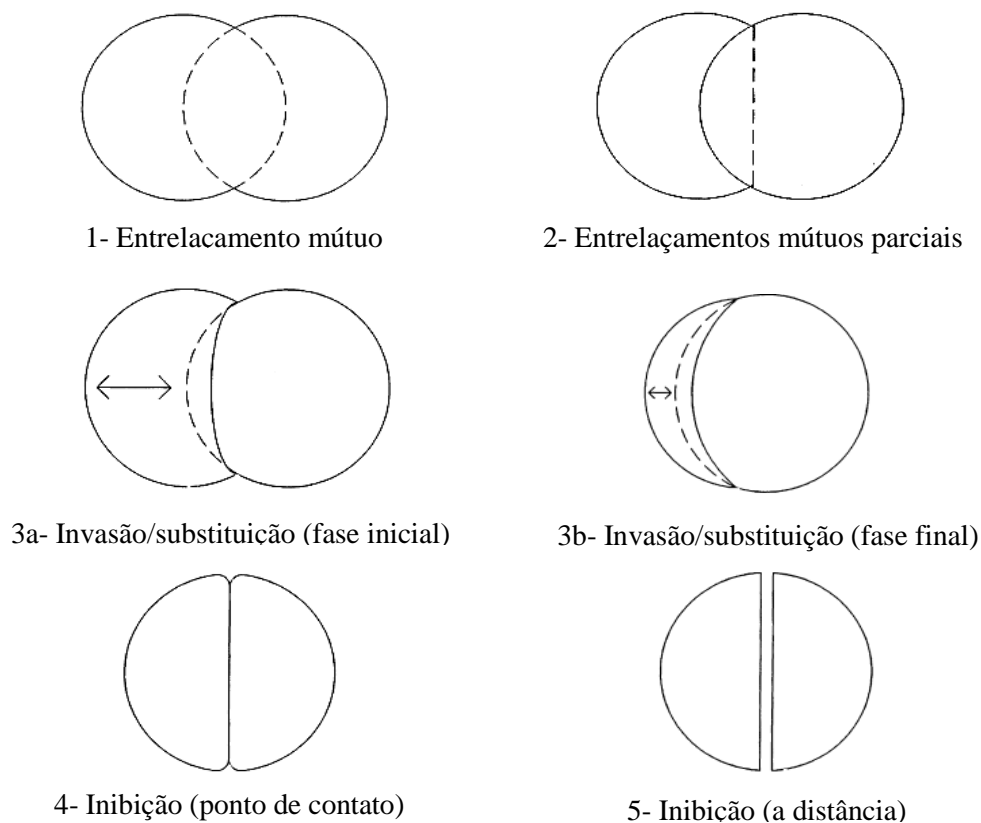 1- Entrelacamento mútuo
2- Entrelaçamentos mútuos parciais
3a- Invasão/substituição (fase inicial)
3b- Invasão/substituição (fase final)
4- Inibição (ponto de contato)
5- Inibição (a distância)